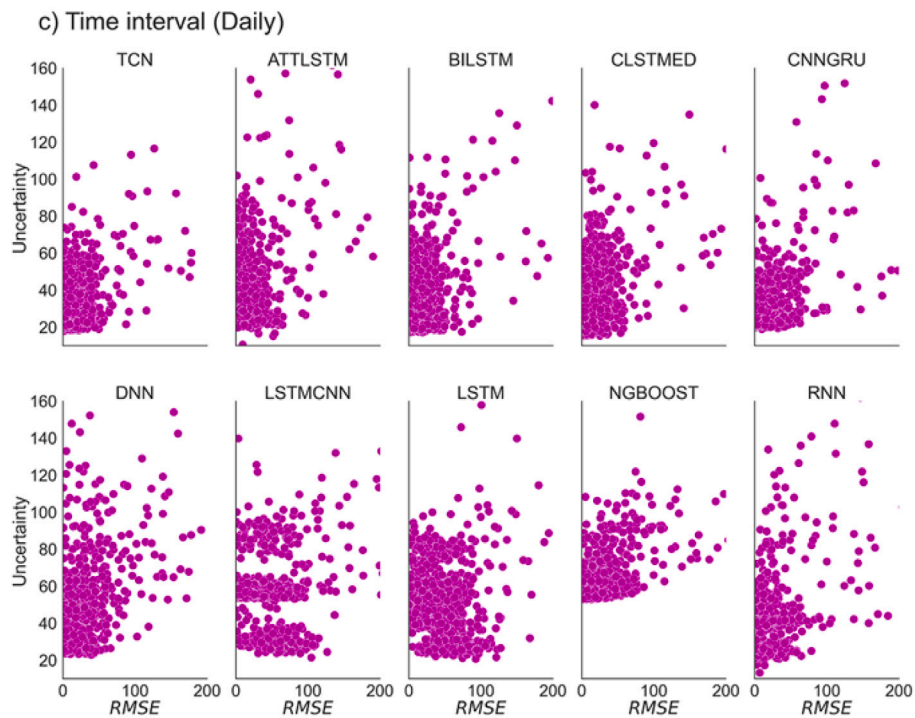 c) Time interval (Daily)
TCN ATTLSTM BILSTM CLSTMED CNNGRU
160
140
120
100
80
60
40
20
Uncertainty
DNN LSTMCNN LSTM NGBOOST RNN
160
140
120
100
80
60
40
20
Uncertainty
0 100 200 0 100 200 0 100 200 0 100 200 0 100 200
RMSE RMSE RMSE RMSE RMSE